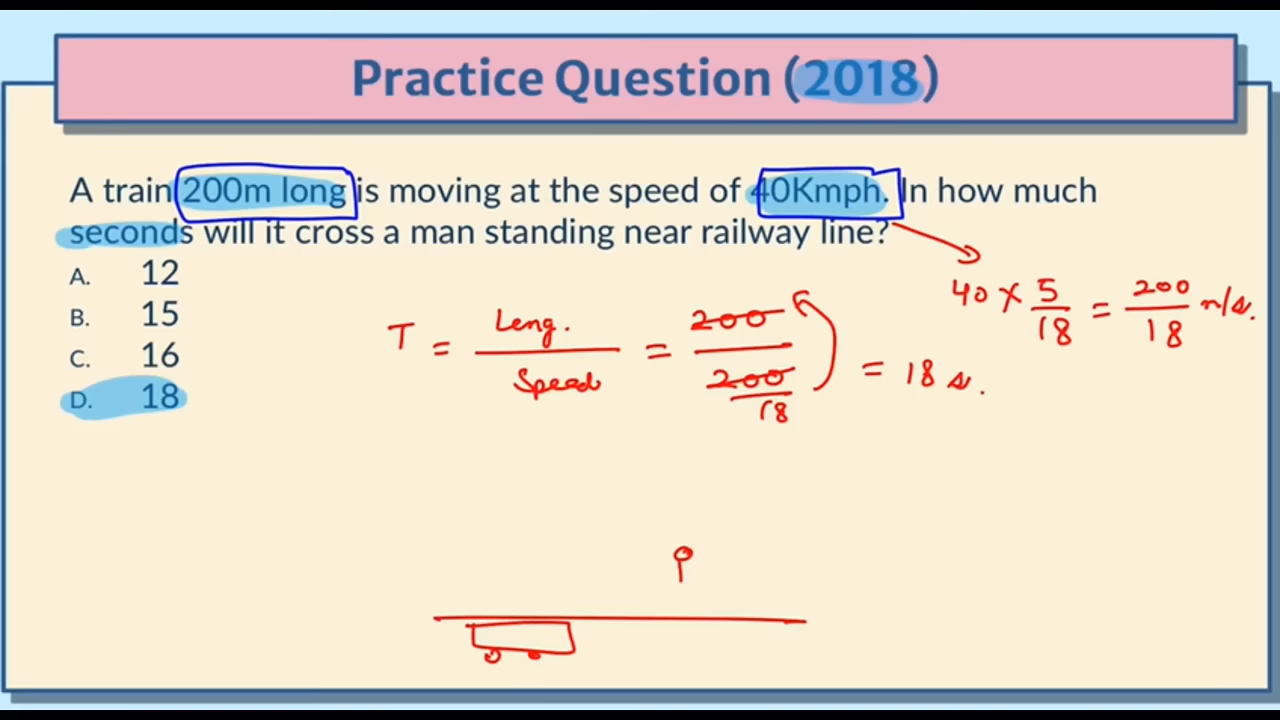 Practice Question (2018)
A train 200m long is moving at the speed of 40Kmph. In how much
seconds will it cross a man standing near railway line?
A. 12
B. 15
C. 16
D. 18
40 × 5/18 = 200/18 m/s.
T = Leng./Speed = 200/(200/18) = 18 s.